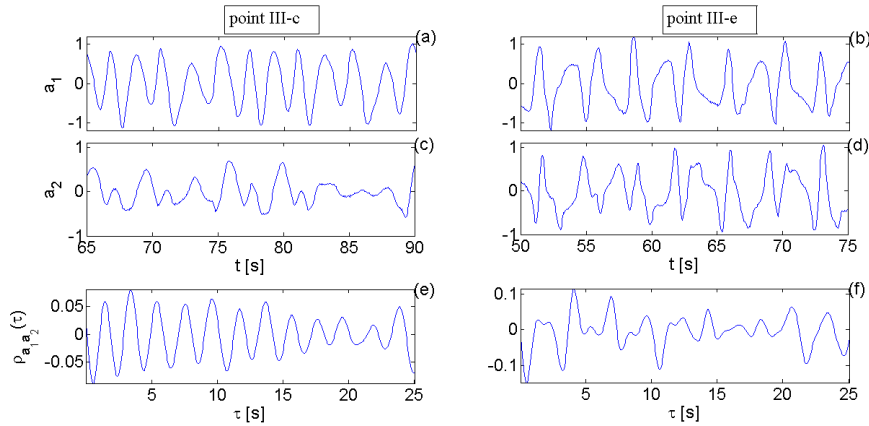 point III-c
point III-e
(a)
a1
1
0
-1
(b)
1
0
-1
(c)
a2
1
0
-1
65 70 75 80 85 90
t [s]
(d)
1
0
-1
50 55 60 65 70 75
t [s]
(e)
ρa1a2(τ)
0.05
0
-0.05
5 10 15 20 25
τ [s]
(f)
0.1
0
-0.1
5 10 15 20 25
τ [s]